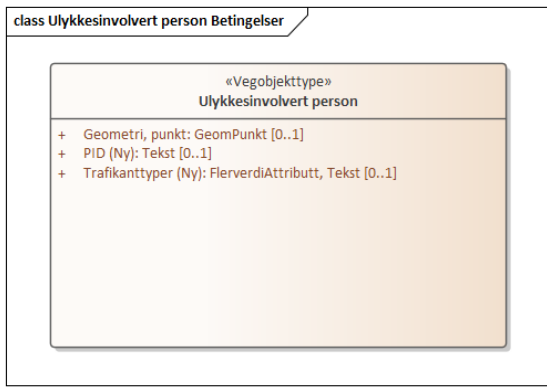 class Ulykkesinvolvert person Betingelser
«Vegobjekttype»
Ulykkesinvolvert person
+ Geometri, punkt: GeomPunkt [0..1]
+ PID (Ny): Tekst [0..1]
+ Trafikanttyper (Ny): FlerverdiAttributt, Tekst [0..1]